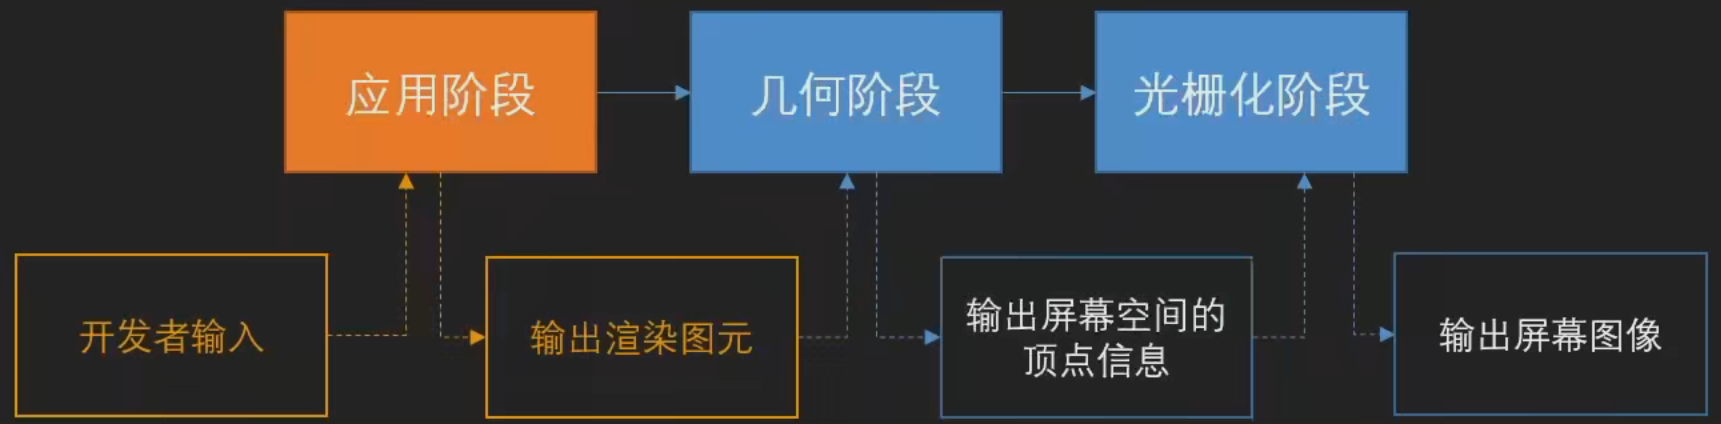 应用阶段
几何阶段
光栅化阶段
开发者输入
输出渲染图元
输出屏幕空间的
顶点信息
输出屏幕图像